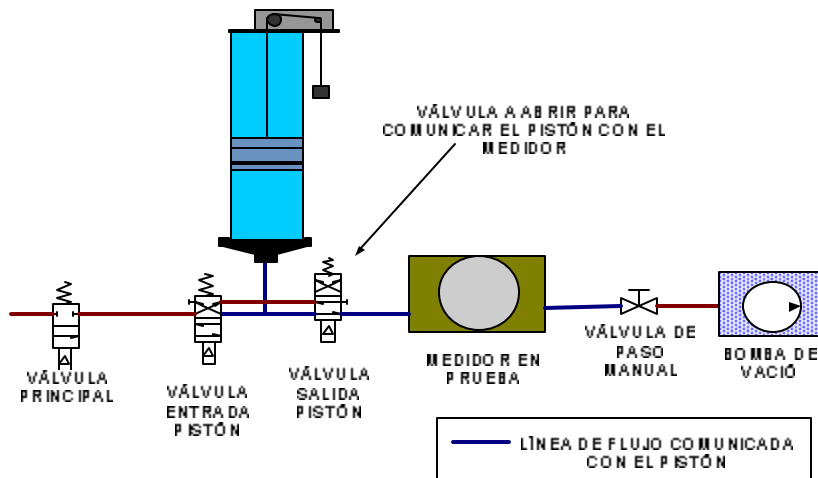 VÁLVULA A ABRIR PARA
COMUNICAR EL PISTÓN CON EL
MEDIDOR
VÁLVULA
PRINCIPAL
VÁLVULA
ENTRADA
PISTÓN
VÁLVULA
SALIDA
PISTÓN
MEDIDOR EN
PRUEBA
VÁLVULA DE
PASO
MANUAL
BOMBA DE
VACIÓ
LÍNEA DE FLUJO COMUNICADA
CON EL PISTÓN